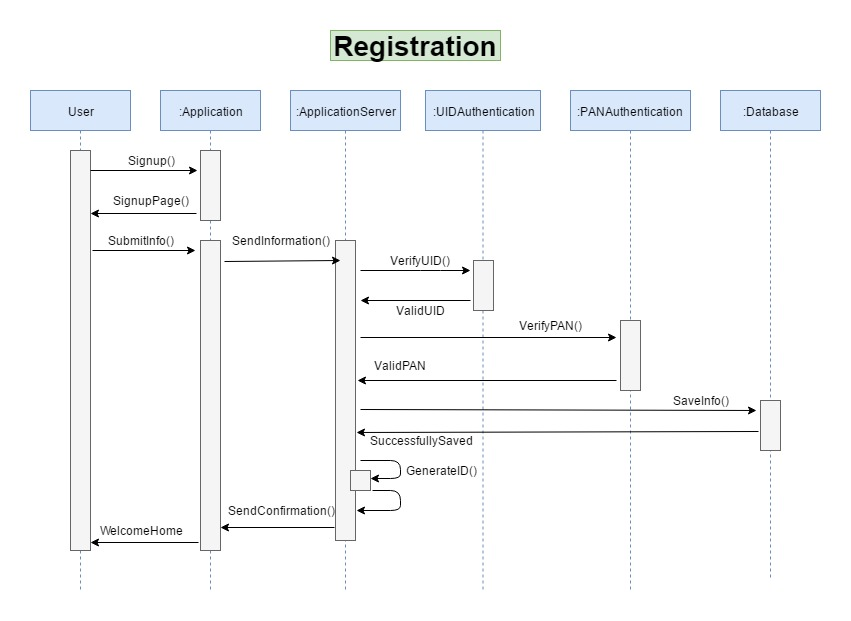 Registration
User
:Application
:ApplicationServer
:UIDAuthentication
:PANAuthentication
:Database
Signup()
SignupPage()
SubmitInfo()
SendInformation()
VerifyUID()
ValidUID
VerifyPAN()
ValidPAN
SaveInfo()
SuccessfullySaved
GenerateID()
SendConfirmation()
WelcomeHome